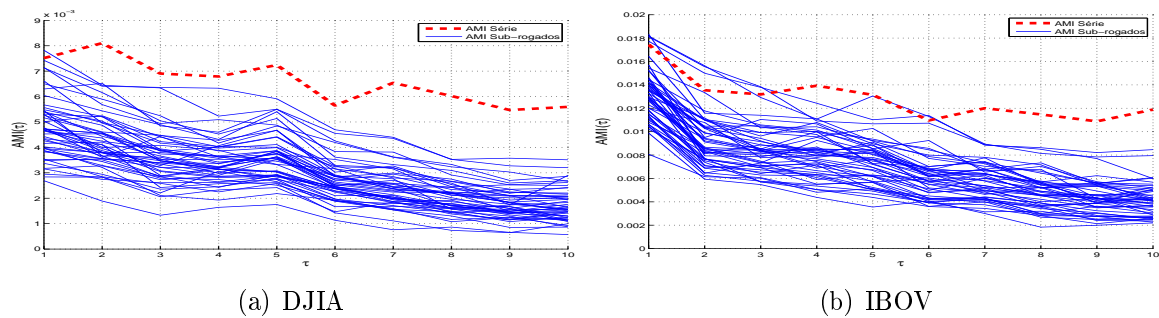 × 10⁻³
9
8
7
6
5
4
3
2
1
0
AMI(τ)
1 2 3 4 5 6 7 8 9 10
τ
AMI Série
AMI Sub−rogados
(a) DJIA
0.02
0.018
0.016
0.014
0.012
0.01
0.008
0.006
0.004
0.002
0
AMI(τ)
1 2 3 4 5 6 7 8 9 10
τ
AMI Série
AMI Sub−rogados
(b) IBOV